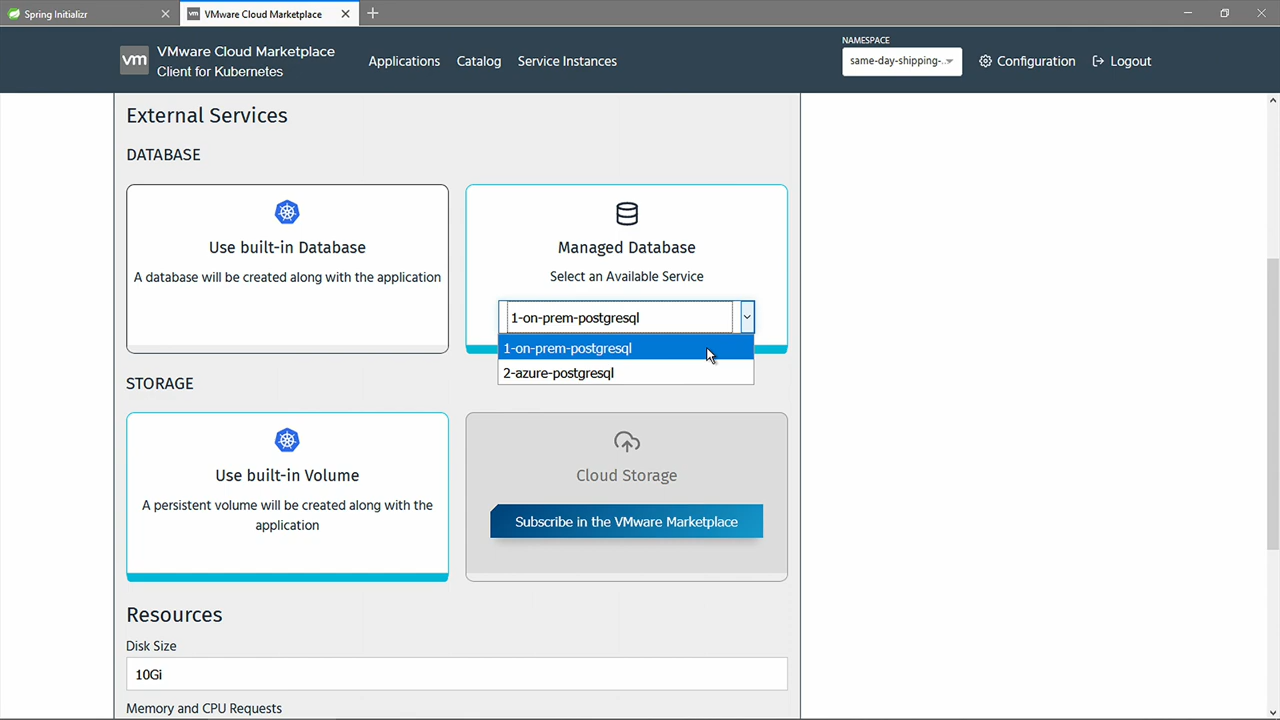 Spring Initializr
VMware Cloud Marketplace
vm
VMware Cloud Marketplace
Client for Kubernetes
Applications
Catalog
Service Instances
NAMESPACE
same-day-shipping-..
Configuration
Logout
External Services
DATABASE
Use built-in Database
A database will be created along with the application
Managed Database
Select an Available Service
1-on-prem-postgresql
1-on-prem-postgresql
2-azure-postgresql
STORAGE
Use built-in Volume
A persistent volume will be created along with the
application
Cloud Storage
Subscribe in the VMware Marketplace
Resources
Disk Size
10Gi
Memory and CPU Requests